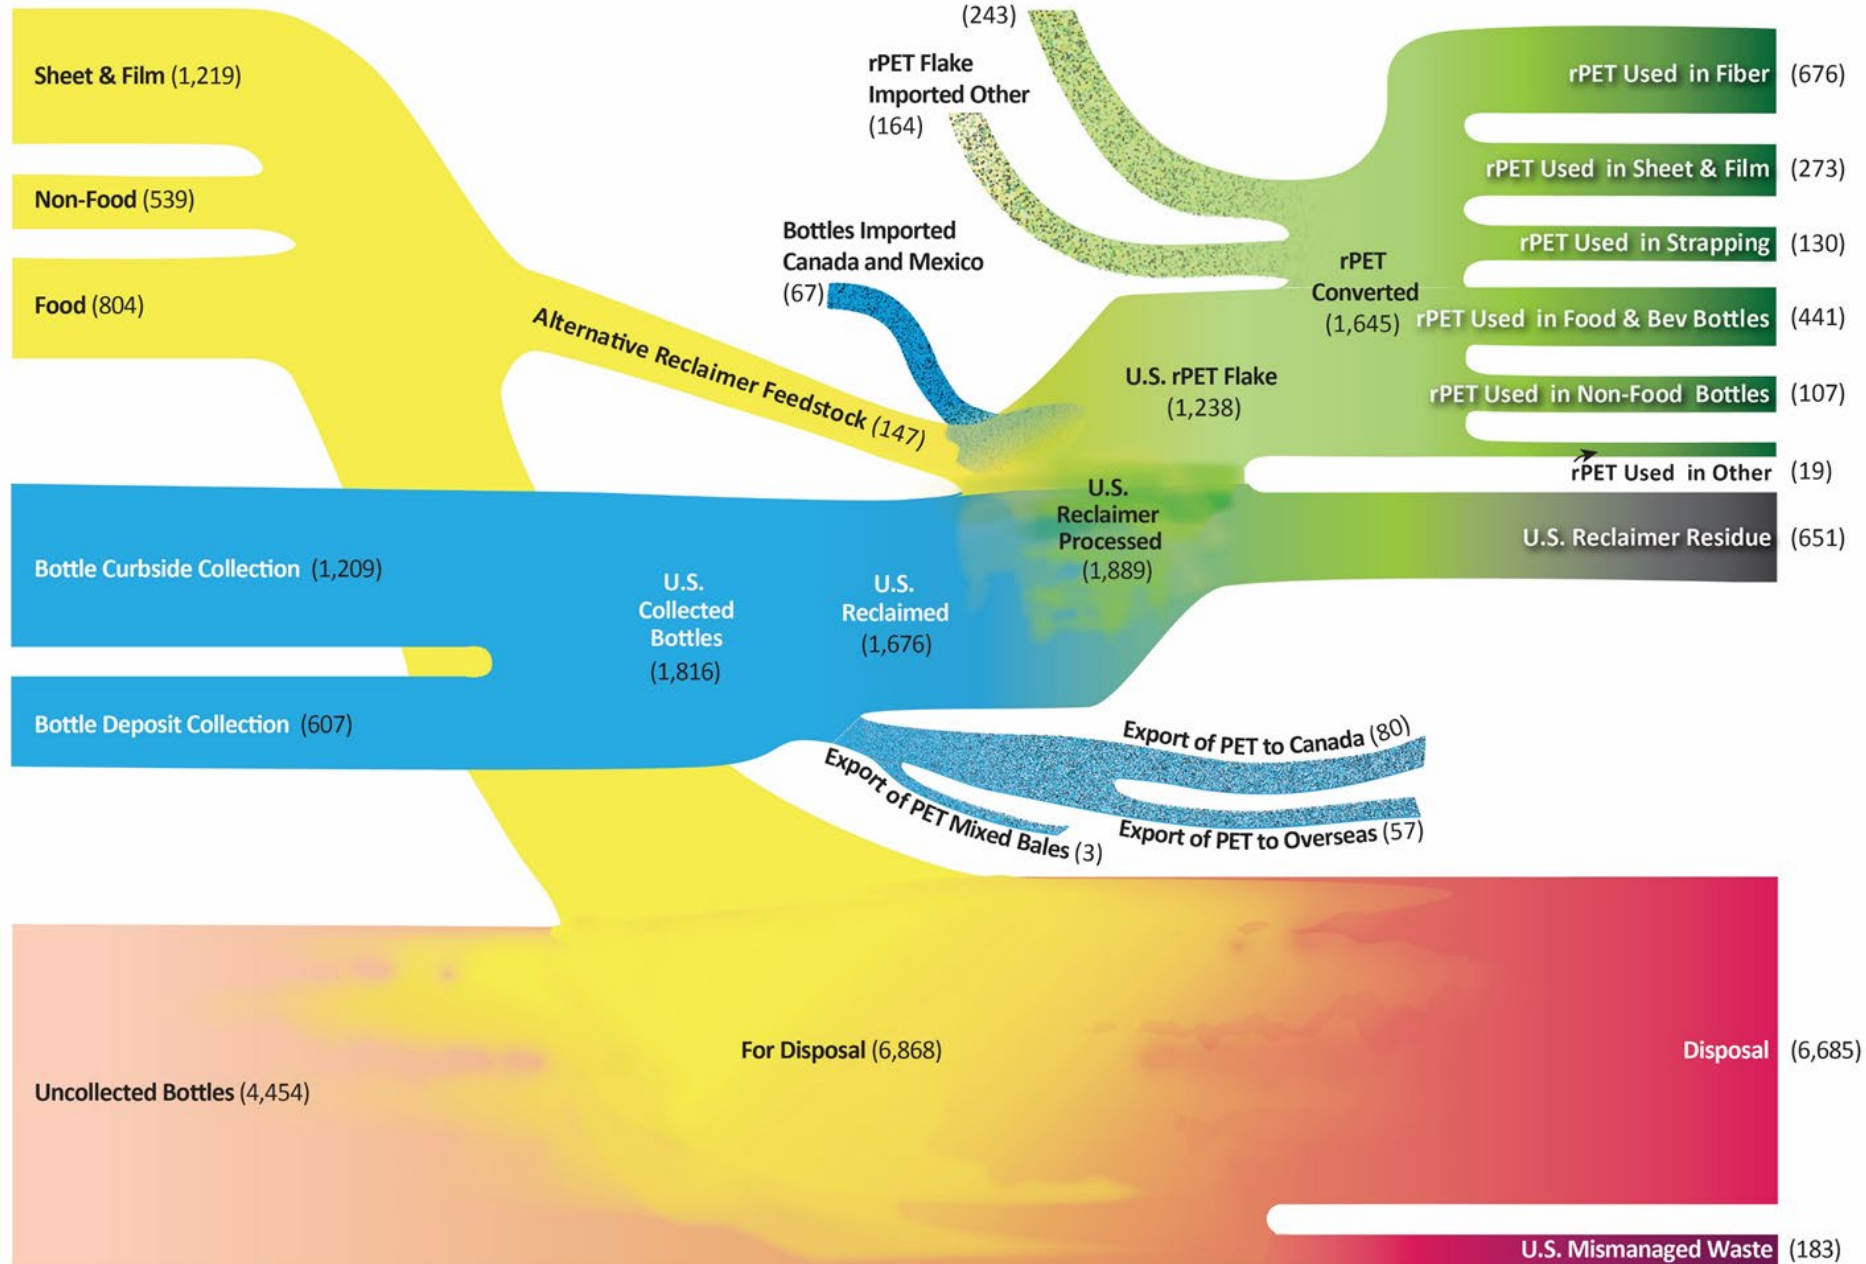 (243)
Sheet & Film (1,219)
Non-Food (539)
Food (804)
rPET Flake
Imported Other
(164)
Bottles Imported
Canada and Mexico
(67)
Alternative Reclaimer Feedstock (147)
rPET
Converted
(1,645)
U.S. rPET Flake
(1,238)
rPET Used in Fiber (676)
rPET Used in Sheet & Film (273)
rPET Used in Strapping (130)
rPET Used in Food & Bev Bottles (441)
rPET Used in Non-Food Bottles (107)
rPET Used in Other (19)
U.S. Reclaimer Residue (651)
Bottle Curbside Collection (1,209)
Bottle Deposit Collection (607)
U.S.
Collected
Bottles
(1,816)
U.S.
Reclaimed
(1,676)
U.S.
Reclaimer
Processed
(1,889)
Export of PET to Canada (80)
Export of PET to Overseas (57)
Export of PET Mixed Bales (3)
Uncollected Bottles (4,454)
For Disposal (6,868)
Disposal (6,685)
U.S. Mismanaged Waste (183)